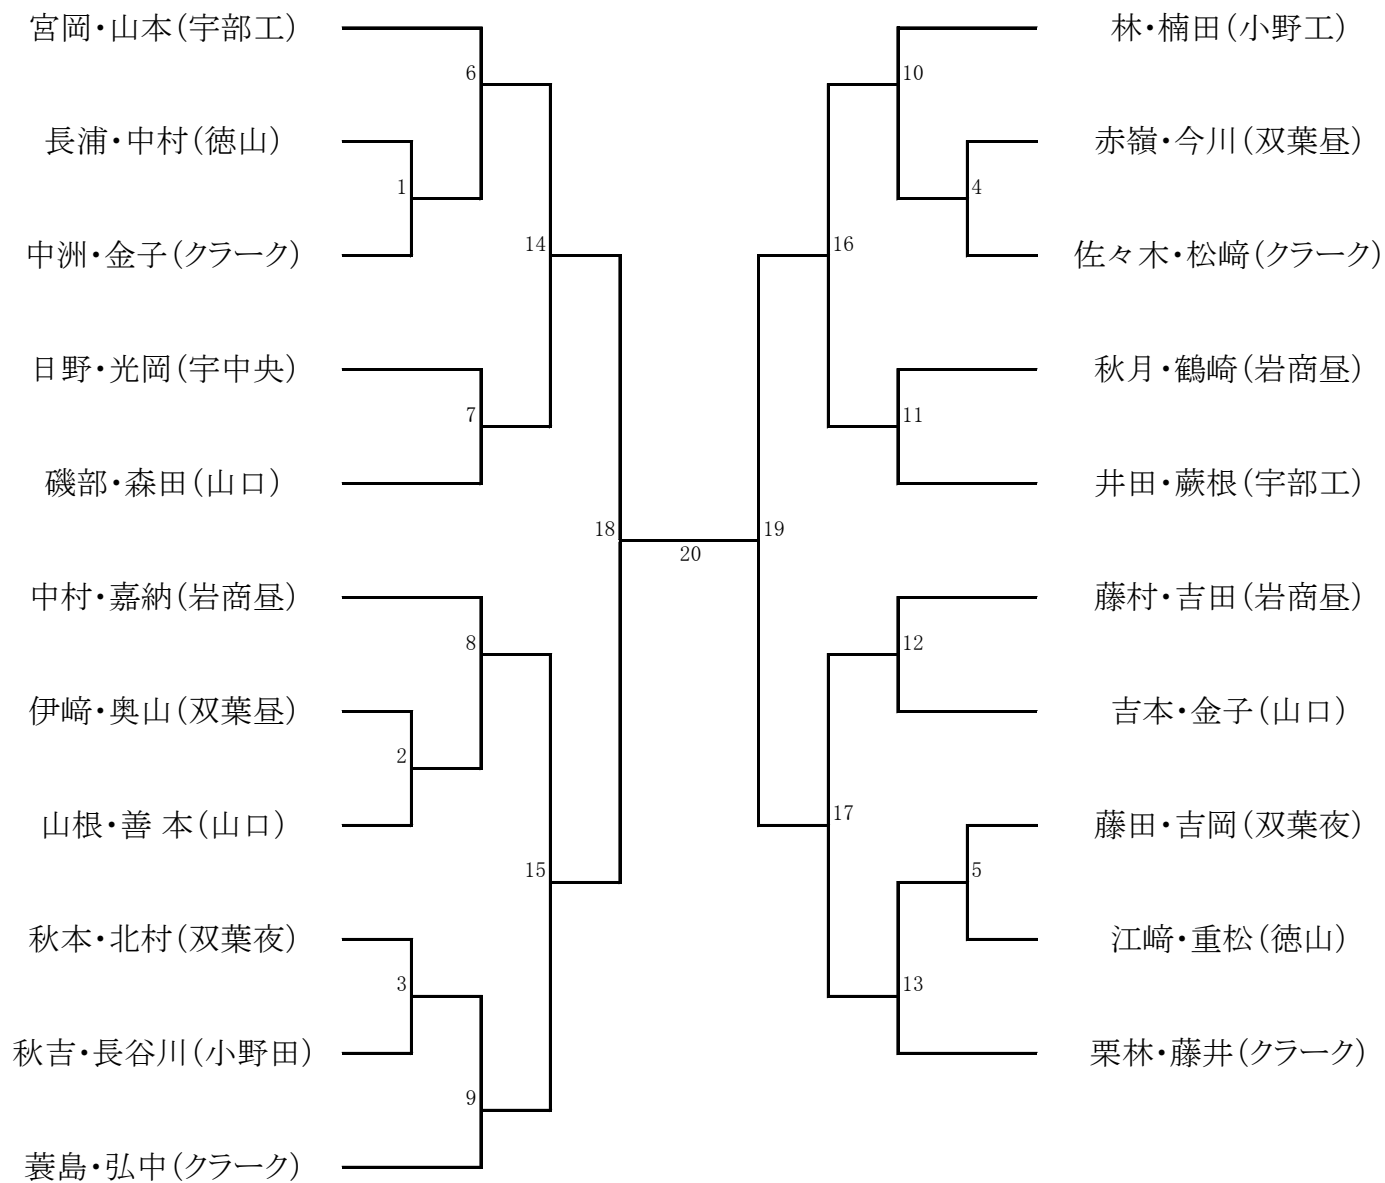 宮岡・山本(宇部工)
6
長浦・中村(徳山)
1
中洲・金子(クラーク)
14
日野・光岡(宇中央)
7
磯部・森田(山口)
18
中村・嘉納(岩商昼)
8
伊﨑・奥山(双葉昼)
2
山根・善 本(山口)
15
秋本・北村(双葉夜)
3
秋吉・長谷川(小野田)
9
蓑島・弘中(クラーク)
20
林・楠田(小野工)
10
赤嶺・今川(双葉昼)
4
佐々木・松﨑(クラーク)
16
秋月・鶴崎(岩商昼)
11
井田・蕨根(宇部工)
19
藤村・吉田(岩商昼)
12
吉本・金子(山口)
17
藤田・吉岡(双葉夜)
5
江﨑・重松(徳山)
13
栗林・藤井(クラーク)